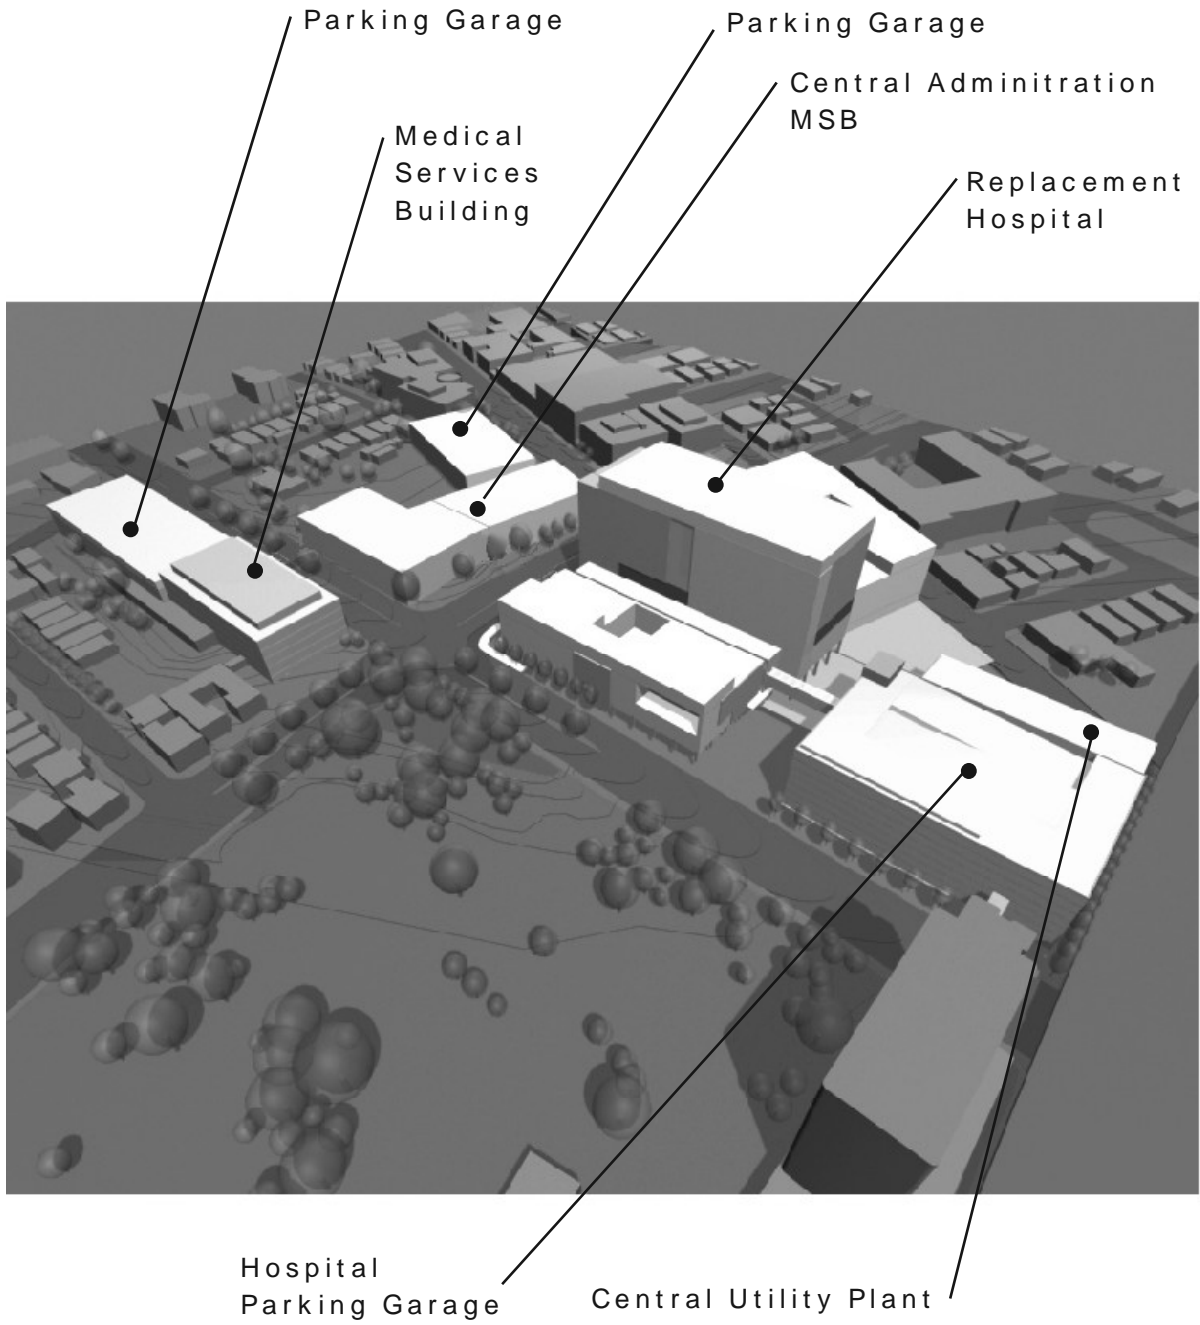 Parking Garage
Parking Garage
Central Adminitration
MSB
Medical
Services
Building
Replacement
Hospital
Hospital
Parking Garage
Central Utility Plant